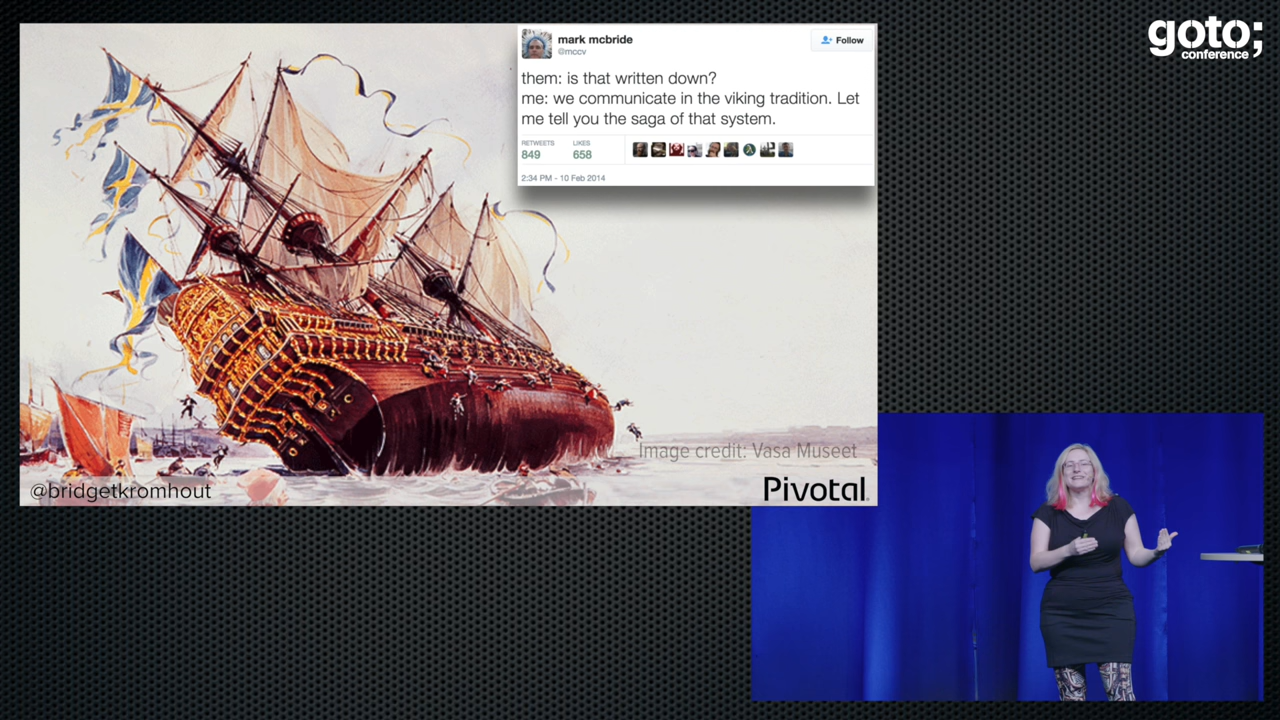 mark mcbride
@mccv
Follow
them: is that written down?
me: we communicate in the viking tradition. Let
me tell you the saga of that system.
RETWEETS LIKES
849 658
2:34 PM - 10 Feb 2014
Image credit: Vasa Museet
@bridgetkromhout
Pivotal
goto;
conference